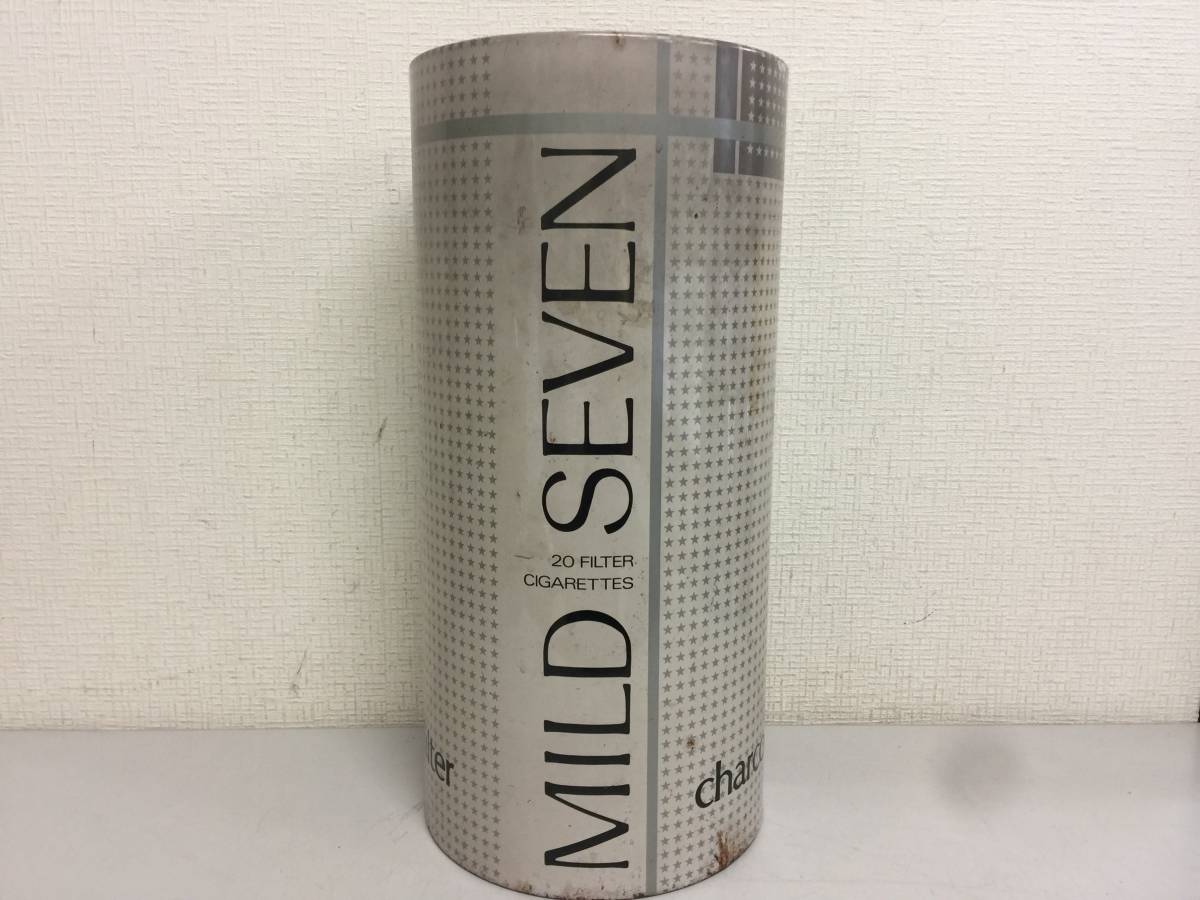 MILD SEVEN
20 FILTER
CIGARETTES